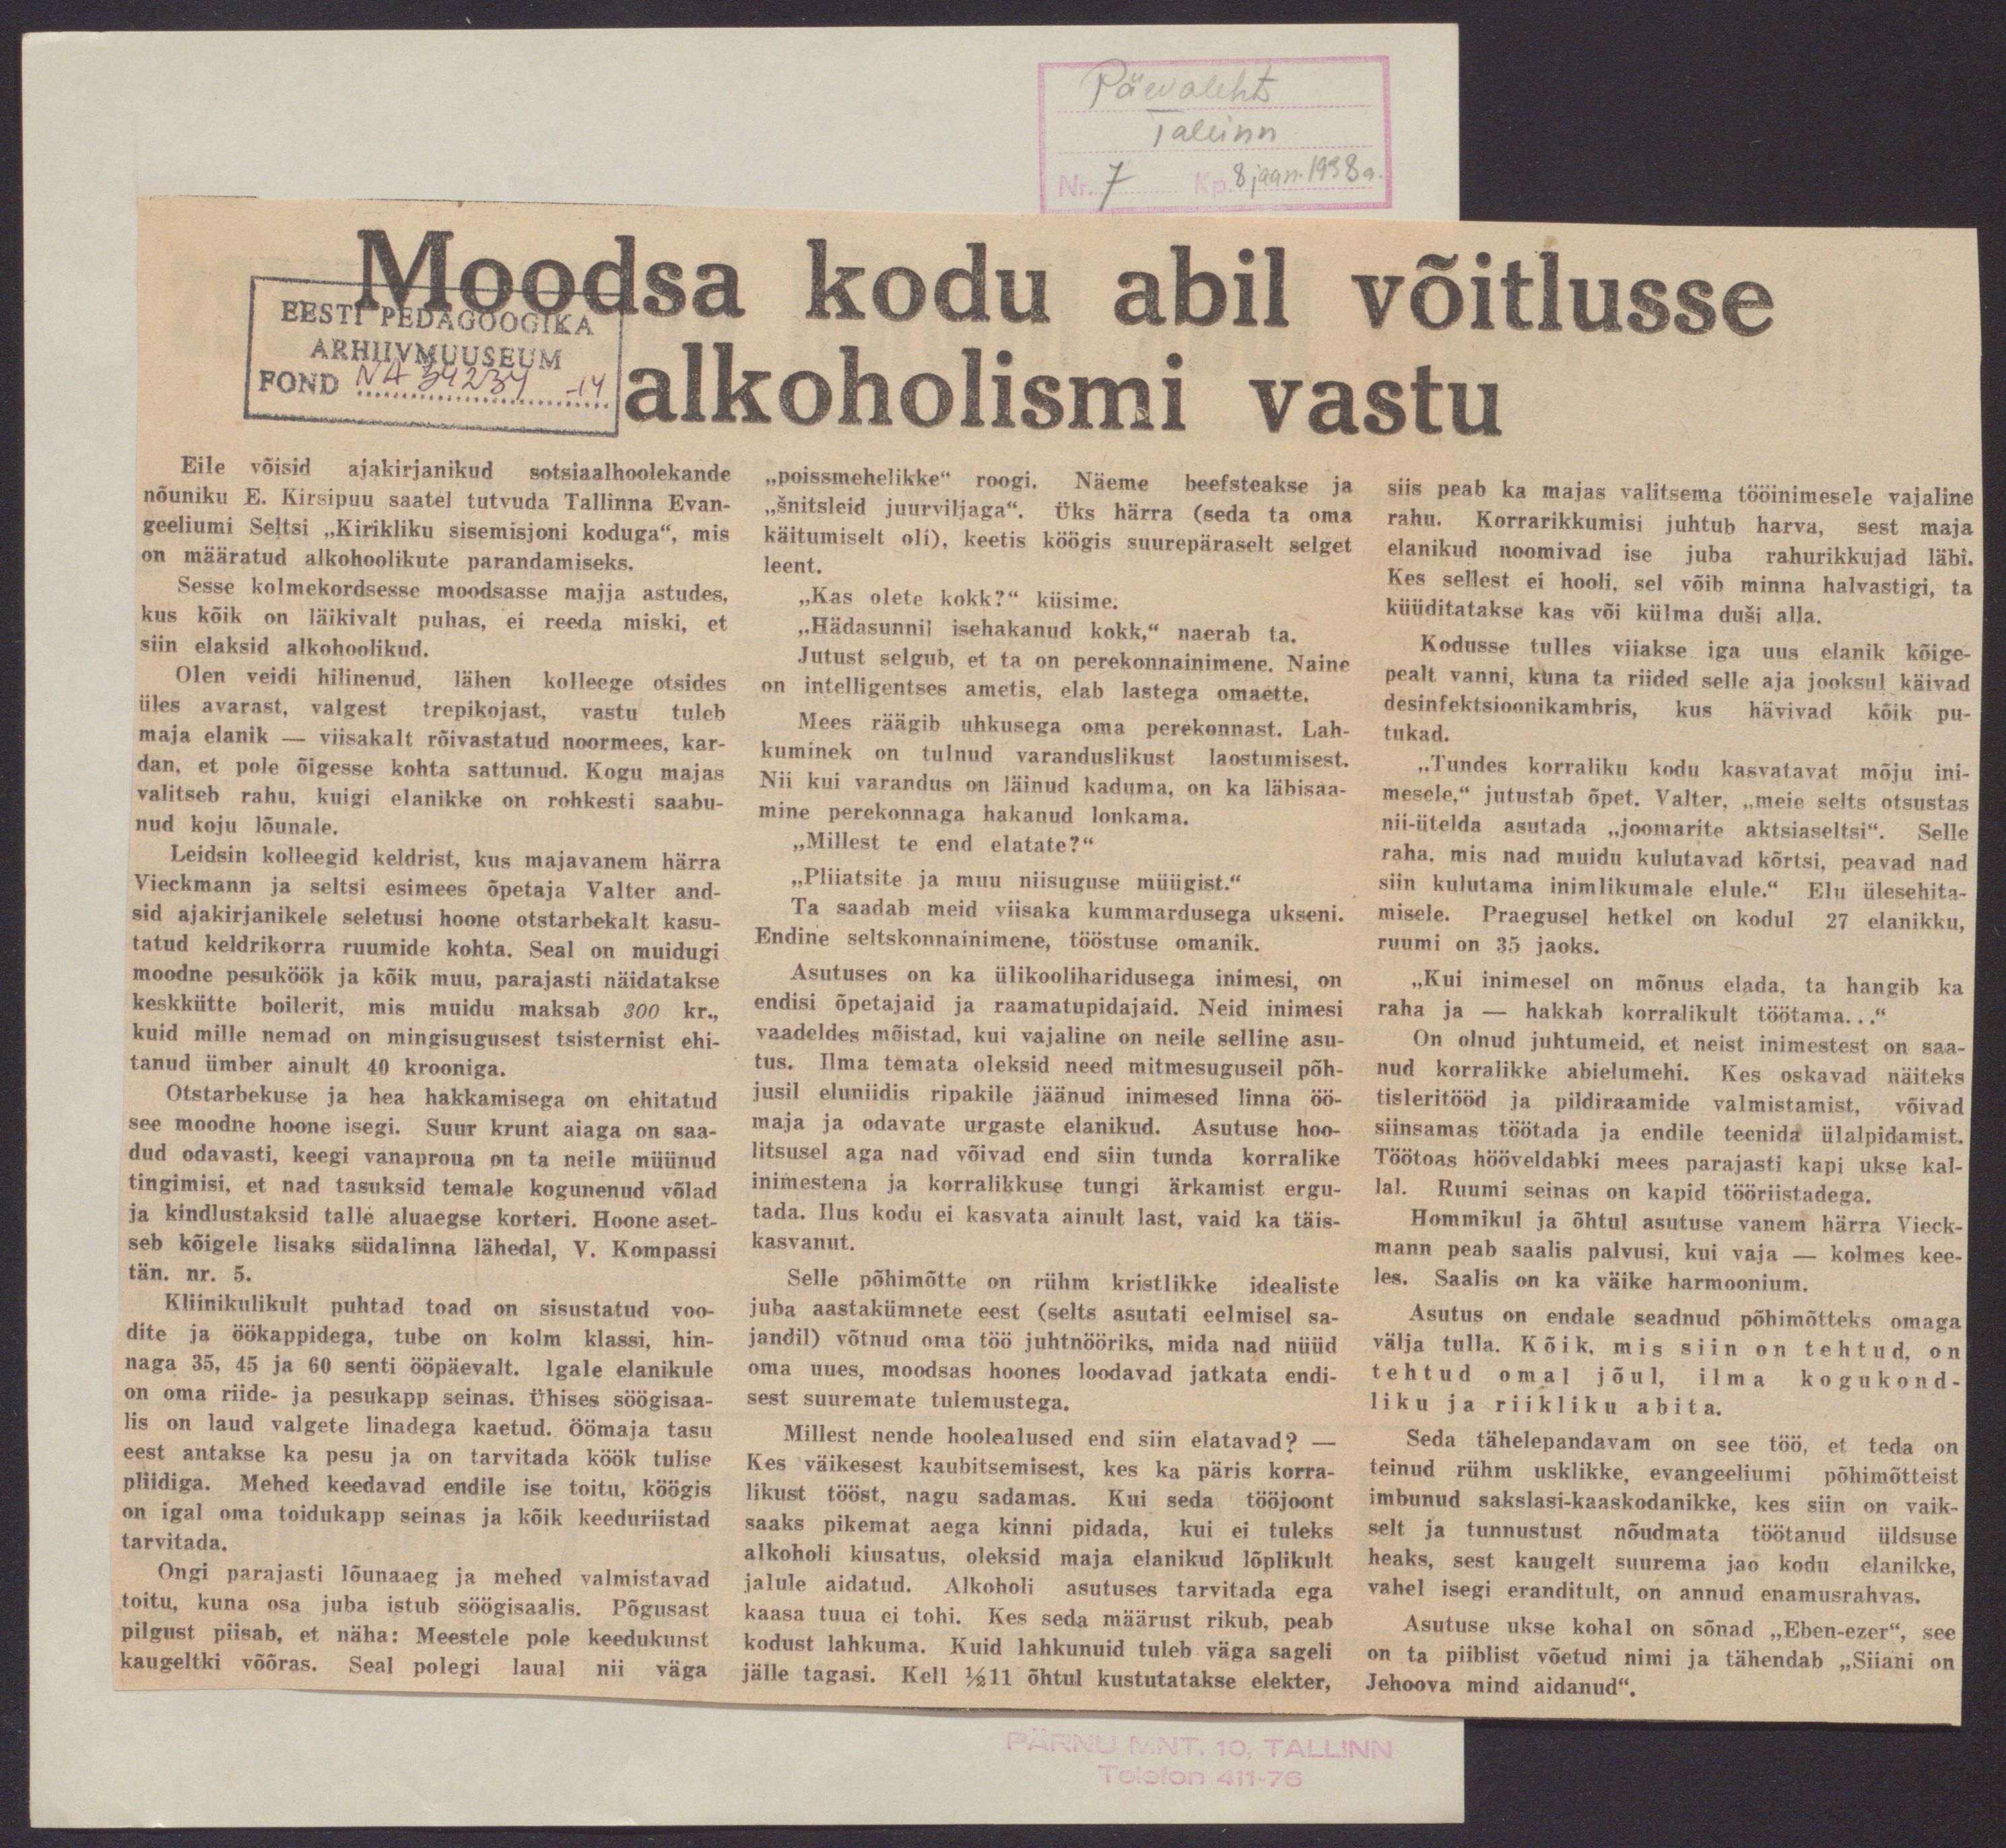 Päevaleht
Tallinn
Nr. 7 Kp. 8 jaan. 1938 a.
Moodsa kodu abil võitlusse
alkoholismi vastu
EESTI PEDAGOOGIKA
ARHIIVMUUSEUM
FOND NA 34234 -14
Eile võisid ajakirjanikud sotsiaalhoolekande
nõuniku E. Kirsipuu saatel tutvuda Tallinna Evan-
geeliumi Seltsi „Kirikliku sisemisjoni koduga“, mis
on määratud alkohoolikute parandamiseks.
Sesse kolmekordsesse moodsasse majja astudes,
kus kõik on läikivalt puhas, ei reeda miski, et
siin elaksid alkohoolikud.
Olen veidi hilinenud, lähen kolleege otsides
üles avarast, valgest trepikojast, vastu tuleb
maja elanik — viisakalt rõivastatud noormees, kar-
dan, et pole õigesse kohta sattunud. Kogu majas
valitseb rahu, kuigi elanikke on rohkesti saabu-
nud koju lõunale.
Leidsin kolleegid keldrist, kus majavanem härra
Vieckmann ja seltsi esimees õpetaja Valter and-
sid ajakirjanikele seletusi hoone otstarbekalt kasu-
tatud keldrikorra ruumide kohta. Seal on muidugi
moodne pesuköök ja kõik muu, parajasti näidatakse
keskkütte boilerit, mis muidu maksab 300 kr.,
kuid mille nemad on mingisugusest tsisternist ehi-
tanud ümber ainult 40 krooniga.
Otstarbekuse ja hea hakkamisega on ehitatud
see moodne hoone isegi. Suur krunt aiaga on saa-
dud odavasti, keegi vanaproua on ta neile müünud
tingimisi, et nad tasuksid temale kogunenud võlad
ja kindlustaksid talle aluaegse korteri. Hoone aset-
seb kõigele lisaks südalinna lähedal, V. Kompassi
tän. nr. 5.
Kliinikulikult puhtad toad on sisustatud voo-
dite ja öökappidega, tube on kolm klassi, hin-
naga 35, 45 ja 60 senti ööpäevalt. Igale elanikule
on oma riide- ja pesukapp seinas. Ühises söögisaa-
lis on laud valgete linadega kaetud. Öömaja tasu
eest antakse ka pesu ja on tarvitada köök tulise
pliidiga. Mehed keedavad endile ise toitu, köögis
on igal oma toidukapp seinas ja kõik keeduriistad
tarvitada.
Ongi parajasti lõunaaeg ja mehed valmistavad
toitu, kuna osa juba istub söögisaalis. Põgusast
pilgust piisab, et näha: Meestele pole keedukunst
kaugeltki võõras. Seal polegi laual nii väga
„poissmehelikke“ roogi. Näeme beefsteakse ja
„šnitsleid juurviljaga“. Üks härra (seda ta oma
käitumiselt oli), keetis köögis suurepäraselt selget
leent.
„Kas olete kokk?“ küsime.
„Hädasunnil isehakanud kokk,“ naerab ta.
Jutust selgub, et ta on perekonnainimene. Naine
on intelligentses ametis, elab lastega omaette.
Mees räägib uhkusega oma perekonnast. Lah-
kuminek on tulnud varanduslikust laostumisest.
Nii kui varandus on läinud kaduma, on ka läbisaa-
mine perekonnaga hakanud lonkama.
„Millest te end elatate?“
„Pliiatsite ja muu niisuguse müügist.“
Ta saadab meid viisaka kummardusega ukseni.
Endine seltskonnainimene, tööstuse omanik.
Asutuses on ka ülikooliharidusega inimesi, on
endisi õpetajaid ja raamatupidajaid. Neid inimesi
vaadeldes mõistad, kui vajaline on neile selline asu-
tus. Ilma temata oleksid need mitmesuguseil põh-
jusil eluniidis ripakile jäänud inimesed linna öö-
maja ja odavate urgaste elanikud. Asutuse hoo-
litsusel aga nad võivad end siin tunda korralike
inimestena ja korralikkuse tungi ärkamist ergu-
tada. Ilus kodu ei kasvata ainult last, vaid ka täis-
kasvanut.
Selle põhimõtte on rühm kristlikke idealiste
juba aastakümnete eest (selts asutati eelmisel sa-
jandil) võtnud oma töö juhtnööriks, mida nad nüüd
oma uues, moodsas hoones loodavad jatkata endi-
sest suuremate tulemustega.
Millest nende hoolealused end siin elatavad? —
Kes väikesest kaubitsemisest, kes ka päris korra-
likust tööst, nagu sadamas. Kui seda tööjoont
saaks pikemat aega kinni pidada, kui ei tuleks
alkoholi kiusatus, oleksid maja elanikud lõplikult
jalule aidatud. Alkoholi asutuses tarvitada ega
kaasa tuua ei tohi. Kes seda määrust rikub, peab
kodust lahkuma. Kuid lahkunuid tuleb väga sageli
jälle tagasi. Kell ½11 õhtul kustutatakse elekter,
siis peab ka majas valitsema tööinimesele vajaline
rahu. Korrarikkumisi juhtub harva, sest maja
elanikud noomivad ise juba rahurikkujad läbi.
Kes sellest ei hooli, sel võib minna halvastigi, ta
küüditatakse kas või külma duši alla.
Kodusse tulles viiakse iga uus elanik kõige-
pealt vanni, kuna ta riided selle aja jooksul käivad
desinfektsioonikambris, kus hävivad kõik pu-
tukad.
„Tundes korraliku kodu kasvatavat mõju ini-
mesele,“ jutustab õpet. Valter, „meie selts otsustas
nii-ütelda asutada „joomarite aktsiaseltsi“. Selle
raha, mis nad muidu kulutavad kõrtsi, peavad nad
siin kulutama inimlikumale elule.“ Elu ülesehita-
misele. Praegusel hetkel on kodul 27 elanikku,
ruumi on 35 jaoks.
„Kui inimesel on mõnus elada, ta hangib ka
raha ja — hakkab korralikult töötama...“
On olnud juhtumeid, et neist inimestest on saa-
nud korralikke abielumehi. Kes oskavad näiteks
tisleritööd ja pildiraamide valmistamist, võivad
siinsamas töötada ja endile teenida ülalpidamist.
Töötoas hööveldabki mees parajasti kapi ukse kal-
lal. Ruumi seinas on kapid tööriistadega.
Hommikul ja õhtul asutuse vanem härra Vieck-
mann peab saalis palvusi, kui vaja — kolmes kee-
les. Saalis on ka väike harmoonium.
Asutus on endale seadnud põhimõtteks omaga
välja tulla. Kõik, mis siin on tehtud, on
tehtud omal jõul, ilma kogukond-
liku ja riikliku abita.
Seda tähelepandavam on see töö, et teda on
teinud rühm usklikke, evangeeliumi põhimõtteist
imbunud sakslasi-kaaskodanikke, kes siin on vaik-
selt ja tunnustust nõudmata töötanud üldsuse
heaks, sest kaugelt suurema jao kodu elanikke,
vahel isegi eranditult, on annud enamusrahvas.
Asutuse ukse kohal on sõnad „Eben-ezer“, see
on ta piiblist võetud nimi ja tähendab „Siiani on
Jehoova mind aidanud“.
PÄRNU MNT. 10, TALLINN
Telefon 411-76